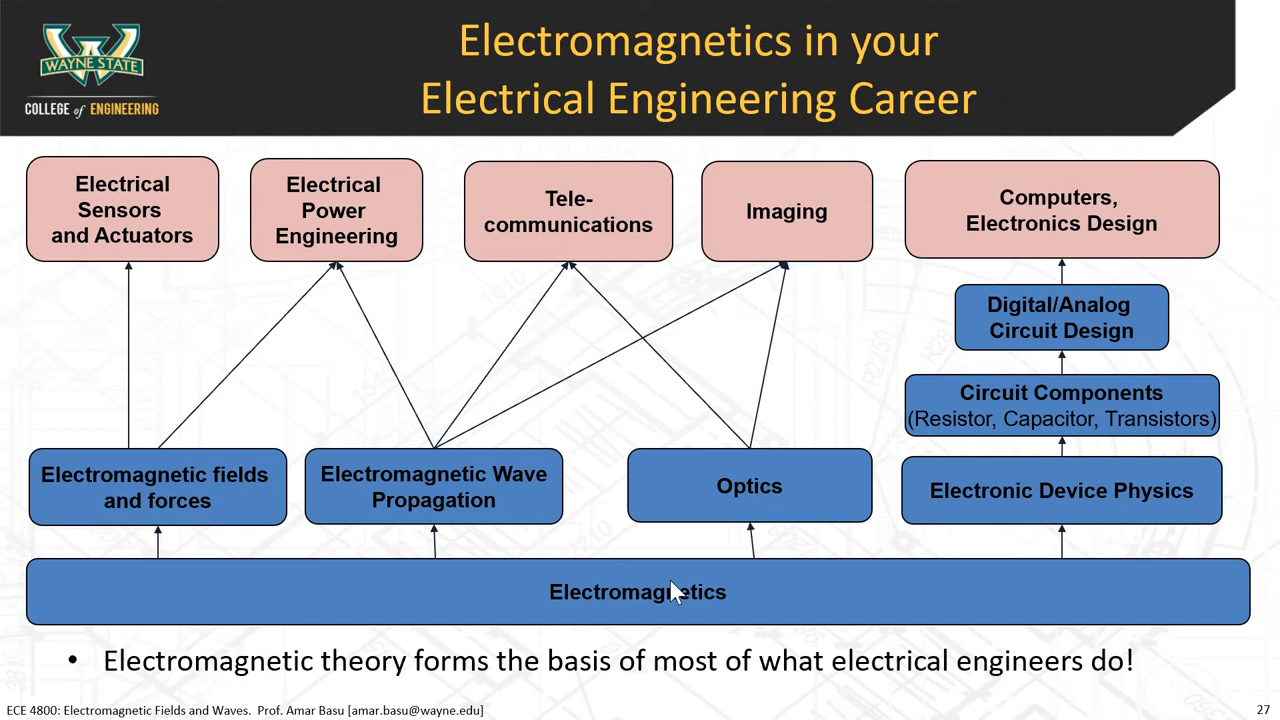 WAYNE STATE
COLLEGE of ENGINEERING
Electromagnetics in your
Electrical Engineering Career
Electrical
Sensors
and Actuators
Electrical
Power
Engineering
Tele-
communications
Imaging
Computers,
Electronics Design
Digital/Analog
Circuit Design
Circuit Components
(Resistor, Capacitor, Transistors)
Electromagnetic fields
and forces
Electromagnetic Wave
Propagation
Optics
Electronic Device Physics
Electromagnetics
• Electromagnetic theory forms the basis of most of what electrical engineers do!
ECE 4800: Electromagnetic Fields and Waves. Prof. Amar Basu [amar.basu@wayne.edu]
27